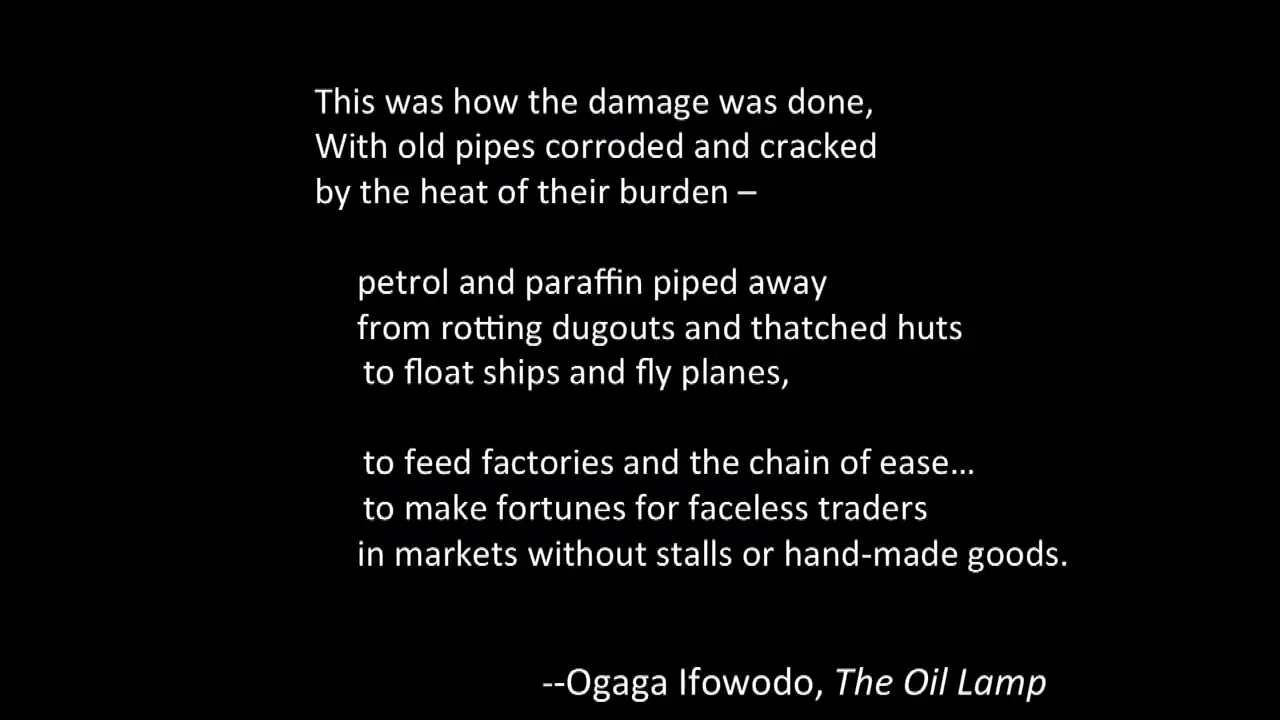 This was how the damage was done,
With old pipes corroded and cracked
by the heat of their burden –
petrol and paraffin piped away
from rotting dugouts and thatched huts
to float ships and fly planes,
to feed factories and the chain of ease…
to make fortunes for faceless traders
in markets without stalls or hand-made goods.
--Ogaga Ifowodo, The Oil Lamp